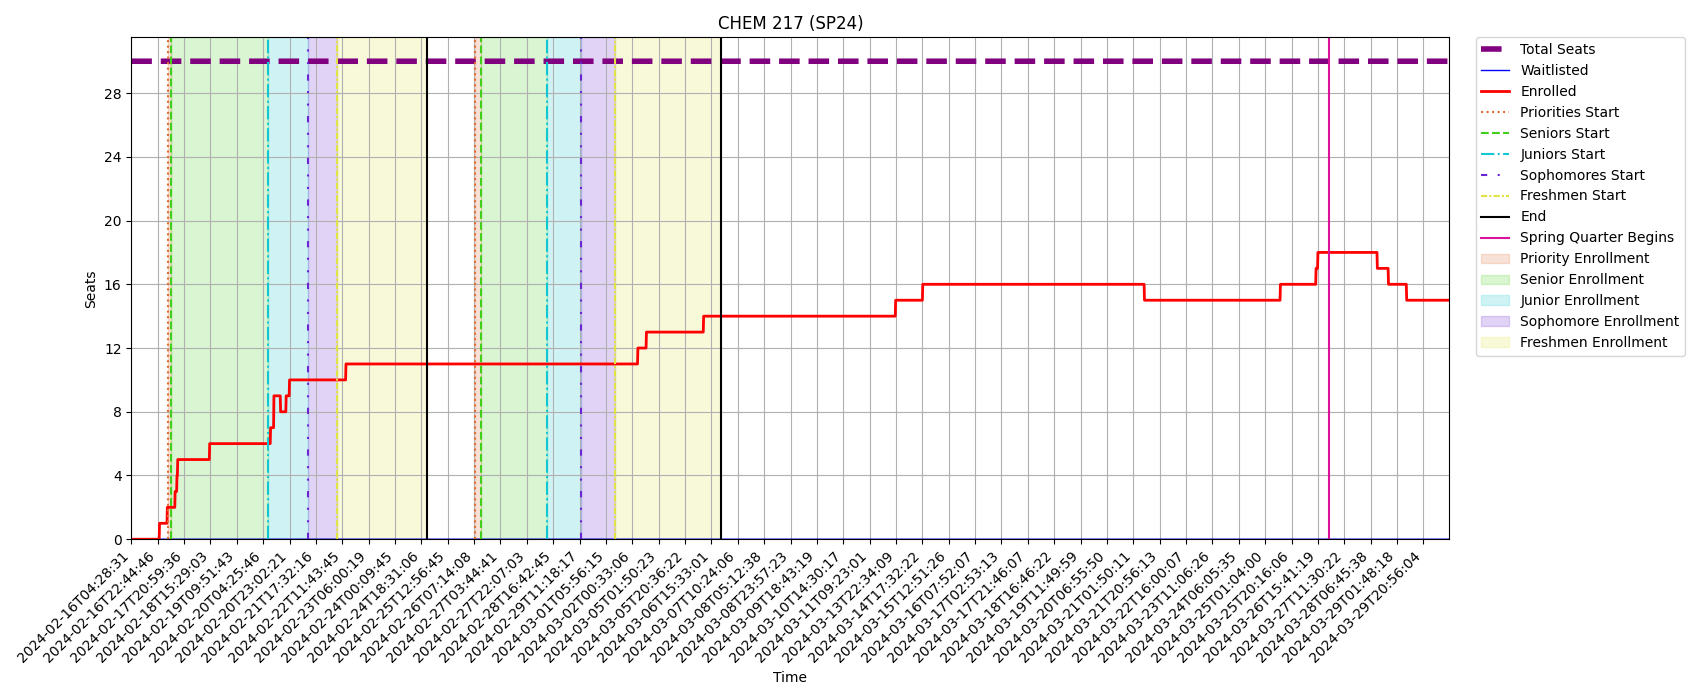 CHEM 217 (SP24)
Seats
28
24
20
16
12
8
4
0
2024-02-16T04:28:31
2024-02-16T22:44:46
2024-02-17T20:59:36
2024-02-18T15:29:03
2024-02-19T09:51:43
2024-02-20T04:25:46
2024-02-20T23:02:21
2024-02-21T17:32:16
2024-02-22T11:43:45
2024-02-23T06:00:19
2024-02-24T00:09:45
2024-02-24T18:31:06
2024-02-25T12:56:45
2024-02-26T07:14:08
2024-02-27T03:44:41
2024-02-27T22:07:03
2024-02-28T16:42:45
2024-02-29T11:18:17
2024-03-01T05:56:15
2024-03-02T00:33:06
2024-03-05T01:50:23
2024-03-05T20:36:22
2024-03-06T15:33:01
2024-03-07T10:24:06
2024-03-08T05:12:38
2024-03-08T23:57:23
2024-03-09T18:43:19
2024-03-10T14:30:17
2024-03-11T09:23:01
2024-03-13T22:34:09
2024-03-14T17:32:22
2024-03-15T12:51:26
2024-03-16T07:52:07
2024-03-17T02:53:13
2024-03-17T21:46:07
2024-03-18T16:46:22
2024-03-19T11:49:59
2024-03-20T06:55:50
2024-03-21T01:50:11
2024-03-21T20:56:13
2024-03-22T16:00:07
2024-03-23T11:06:26
2024-03-24T06:05:35
2024-03-25T01:04:00
2024-03-25T20:16:06
2024-03-26T15:41:19
2024-03-27T11:30:22
2024-03-28T06:45:38
2024-03-29T01:48:18
2024-03-29T20:56:04
Time
Total Seats
Waitlisted
Enrolled
Priorities Start
Seniors Start
Juniors Start
Sophomores Start
Freshmen Start
End
Spring Quarter Begins
Priority Enrollment
Senior Enrollment
Junior Enrollment
Sophomore Enrollment
Freshmen Enrollment